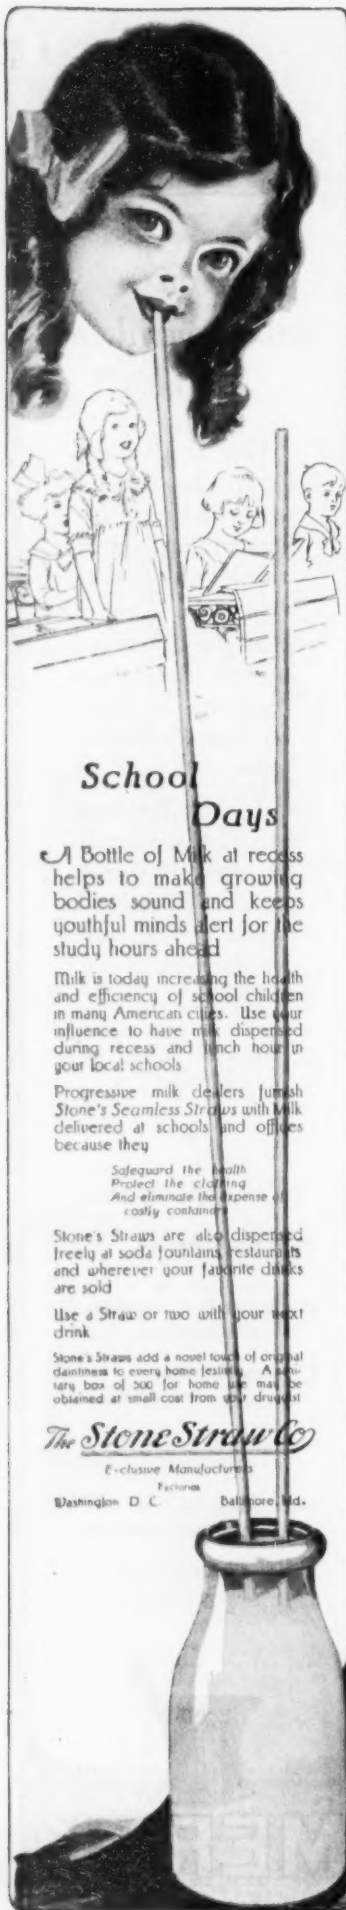 School
Days
A Bottle of Milk at recess
helps to make growing
bodies sound and keeps
youthful minds alert for the
study hours ahead
Milk is today increasing the health
and efficiency of school children
in many American cities. Use your
influence to have milk dispensed
during recess and lunch hour in
your local schools
Progressive milk dealers furnish
Stone's Seamless Straws with Milk
delivered at schools and offices
because they
Safeguard the health
Protect the clothing
And eliminate the expense of
costly containers
Stone's Straws are also dispensed
freely at soda fountains, restaurants
and wherever your favorite drinks
are sold
Use a Straw or two with your next
drink
Stone's Straws add a novel touch of original
daintiness to every home festivity. A sani-
tary box of 500 for home use may be
obtained at small cost from your druggist
The Stone Straw Co
Exclusive Manufacturers
Factories
Washington D C. Baltimore, Md.